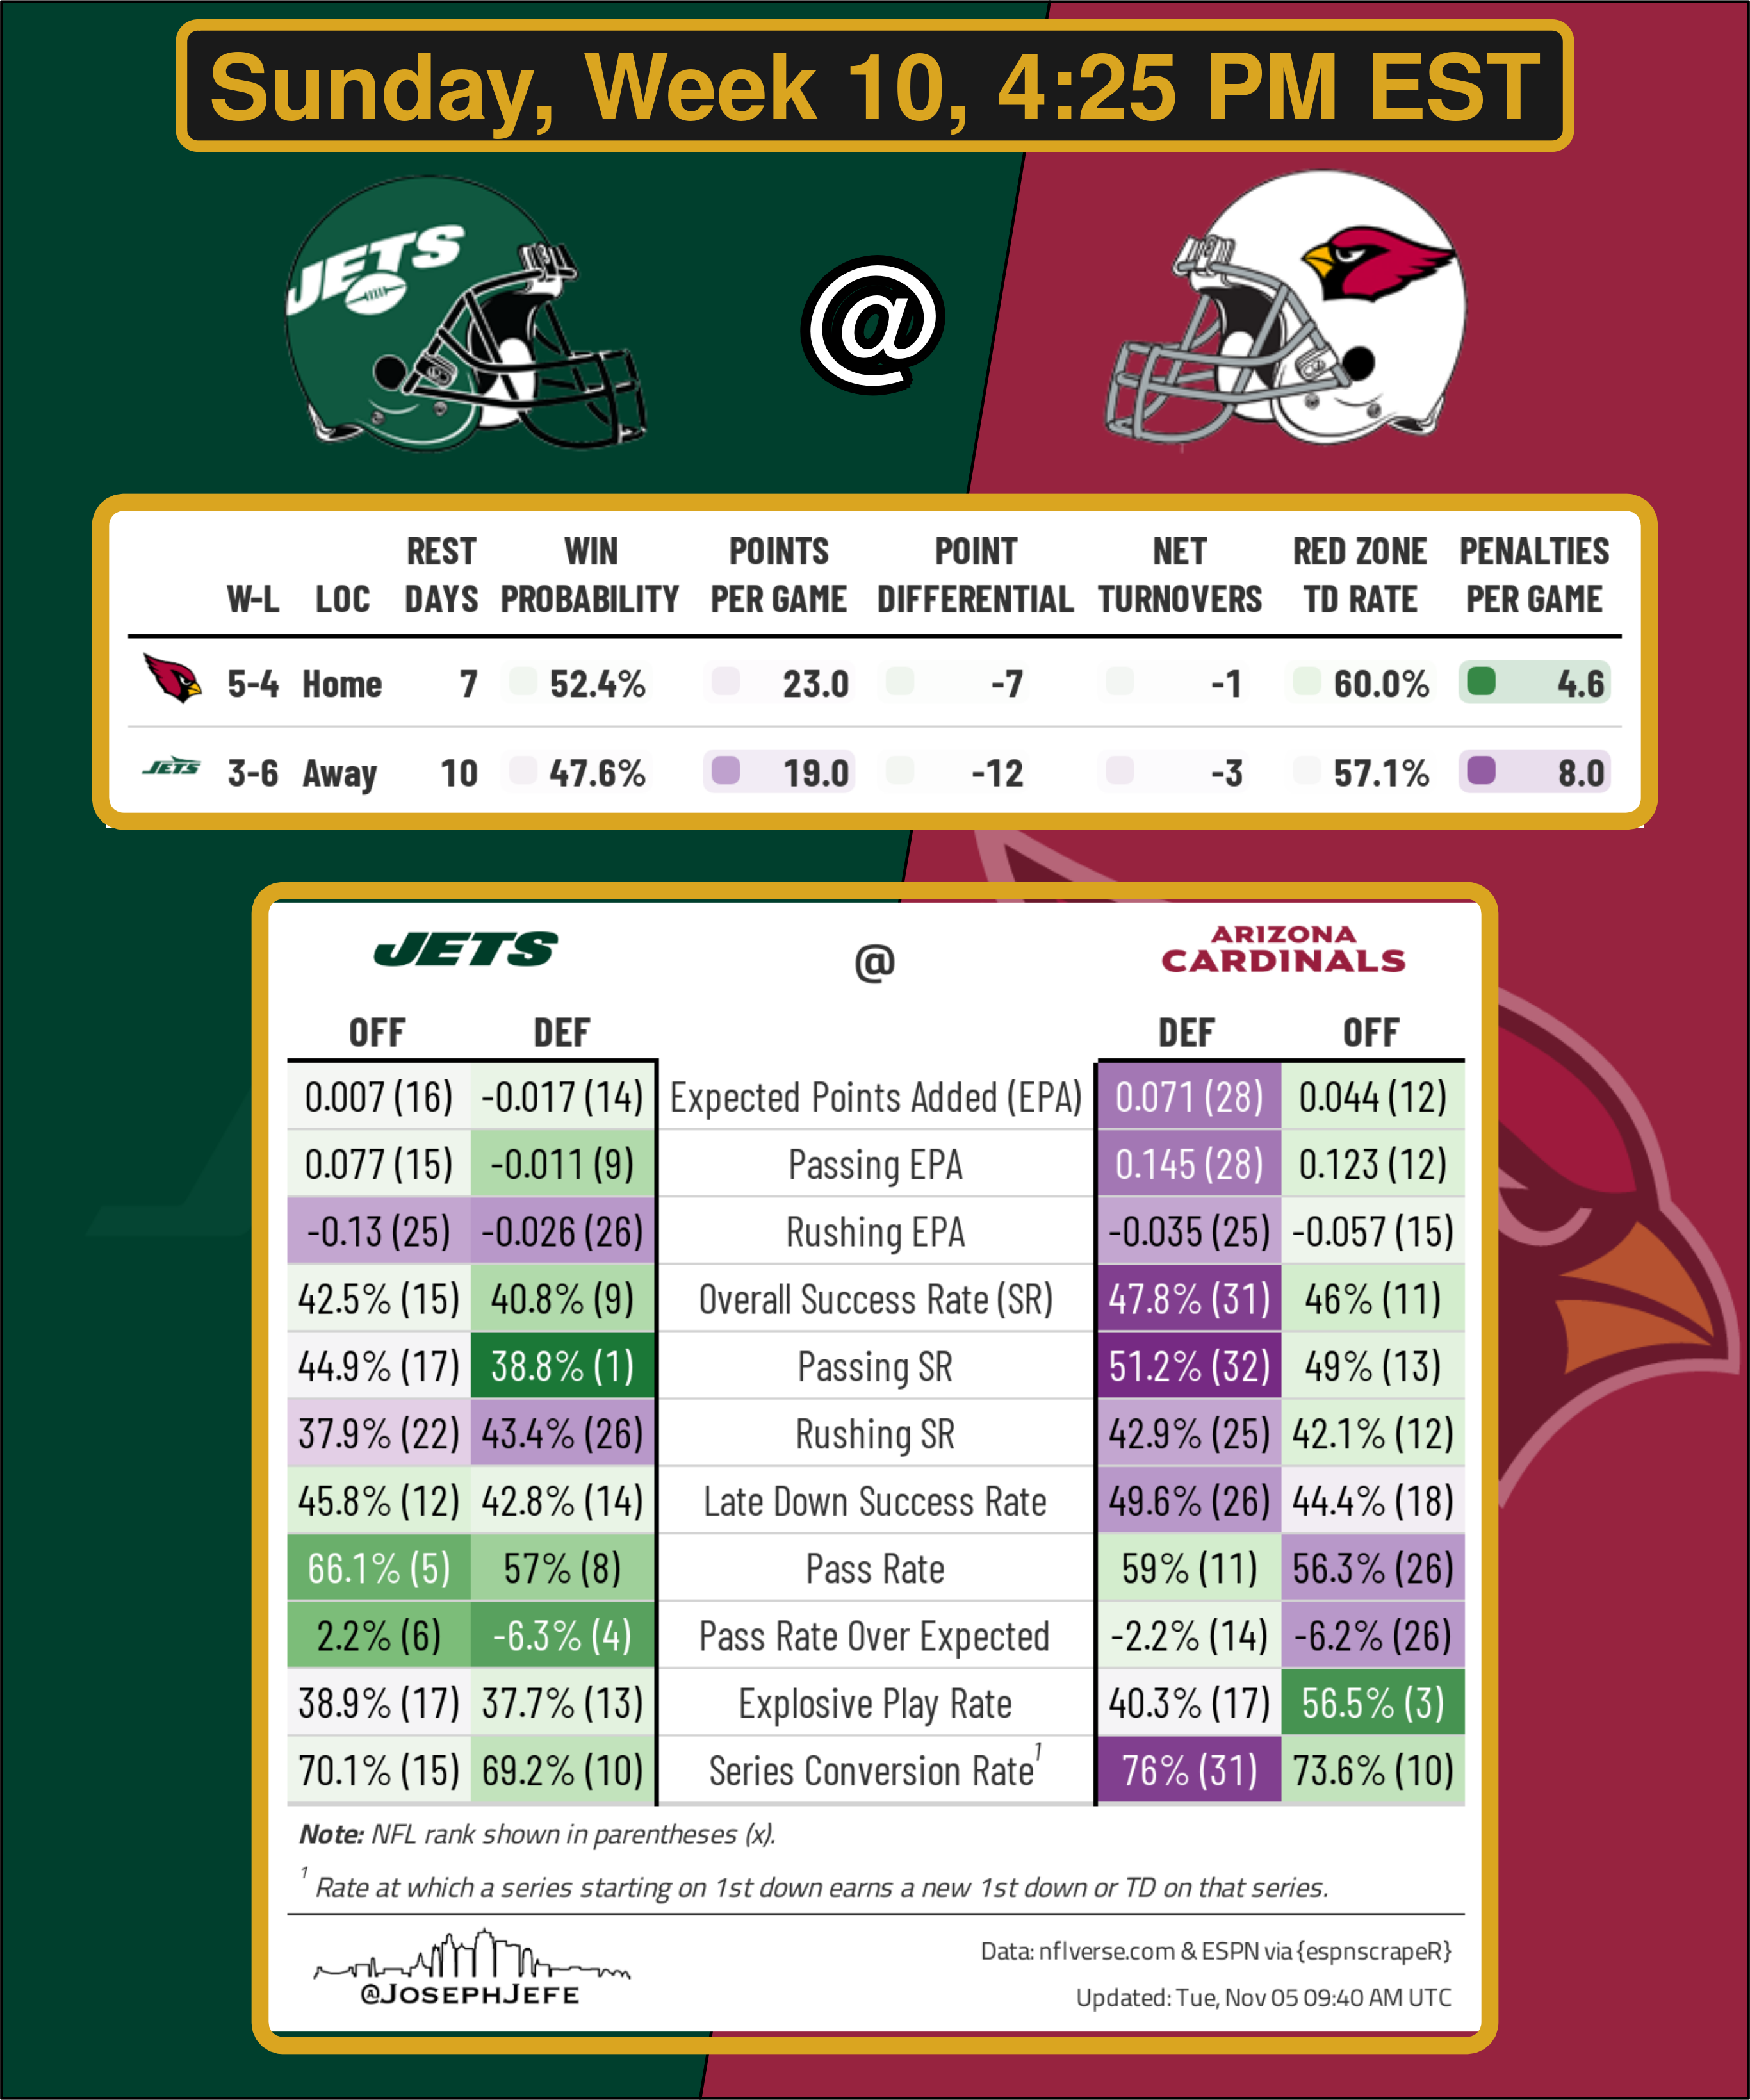 Sunday, Week 10, 4:25 PM EST
JETS
@
REST WIN POINTS POINT NET RED ZONE PENALTIES
W-L LOC DAYS PROBABILITY PER GAME DIFFERENTIAL TURNOVERS TD RATE PER GAME
5-4 Home 7 52.4% 23.0 -7 -1 60.0% 4.6
JETS 3-6 Away 10 47.6% 19.0 -12 -3 57.1% 8.0
JETS @ ARIZONA
CARDINALS
OFF DEF DEF OFF
0.007 (16) -0.017 (14) Expected Points Added (EPA) 0.071 (28) 0.044 (12)
0.077 (15) -0.011 (9) Passing EPA 0.145 (28) 0.123 (12)
-0.13 (25) -0.026 (26) Rushing EPA -0.035 (25) -0.057 (15)
42.5% (15) 40.8% (9) Overall Success Rate (SR) 47.8% (31) 46% (11)
44.9% (17) 38.8% (1) Passing SR 51.2% (32) 49% (13)
37.9% (22) 43.4% (26) Rushing SR 42.9% (25) 42.1% (12)
45.8% (12) 42.8% (14) Late Down Success Rate 49.6% (26) 44.4% (18)
66.1% (5) 57% (8) Pass Rate 59% (11) 56.3% (26)
2.2% (6) -6.3% (4) Pass Rate Over Expected -2.2% (14) -6.2% (26)
38.9% (17) 37.7% (13) Explosive Play Rate 40.3% (17) 56.5% (3)
70.1% (15) 69.2% (10) Series Conversion Rate1 76% (31) 73.6% (10)
Note: NFL rank shown in parentheses (x).
1 Rate at which a series starting on 1st down earns a new 1st down or TD on that series.
@JOSEPHJEFE
Data: nflverse.com & ESPN via {espnscrapeR}
Updated: Tue, Nov 05 09:40 AM UTC